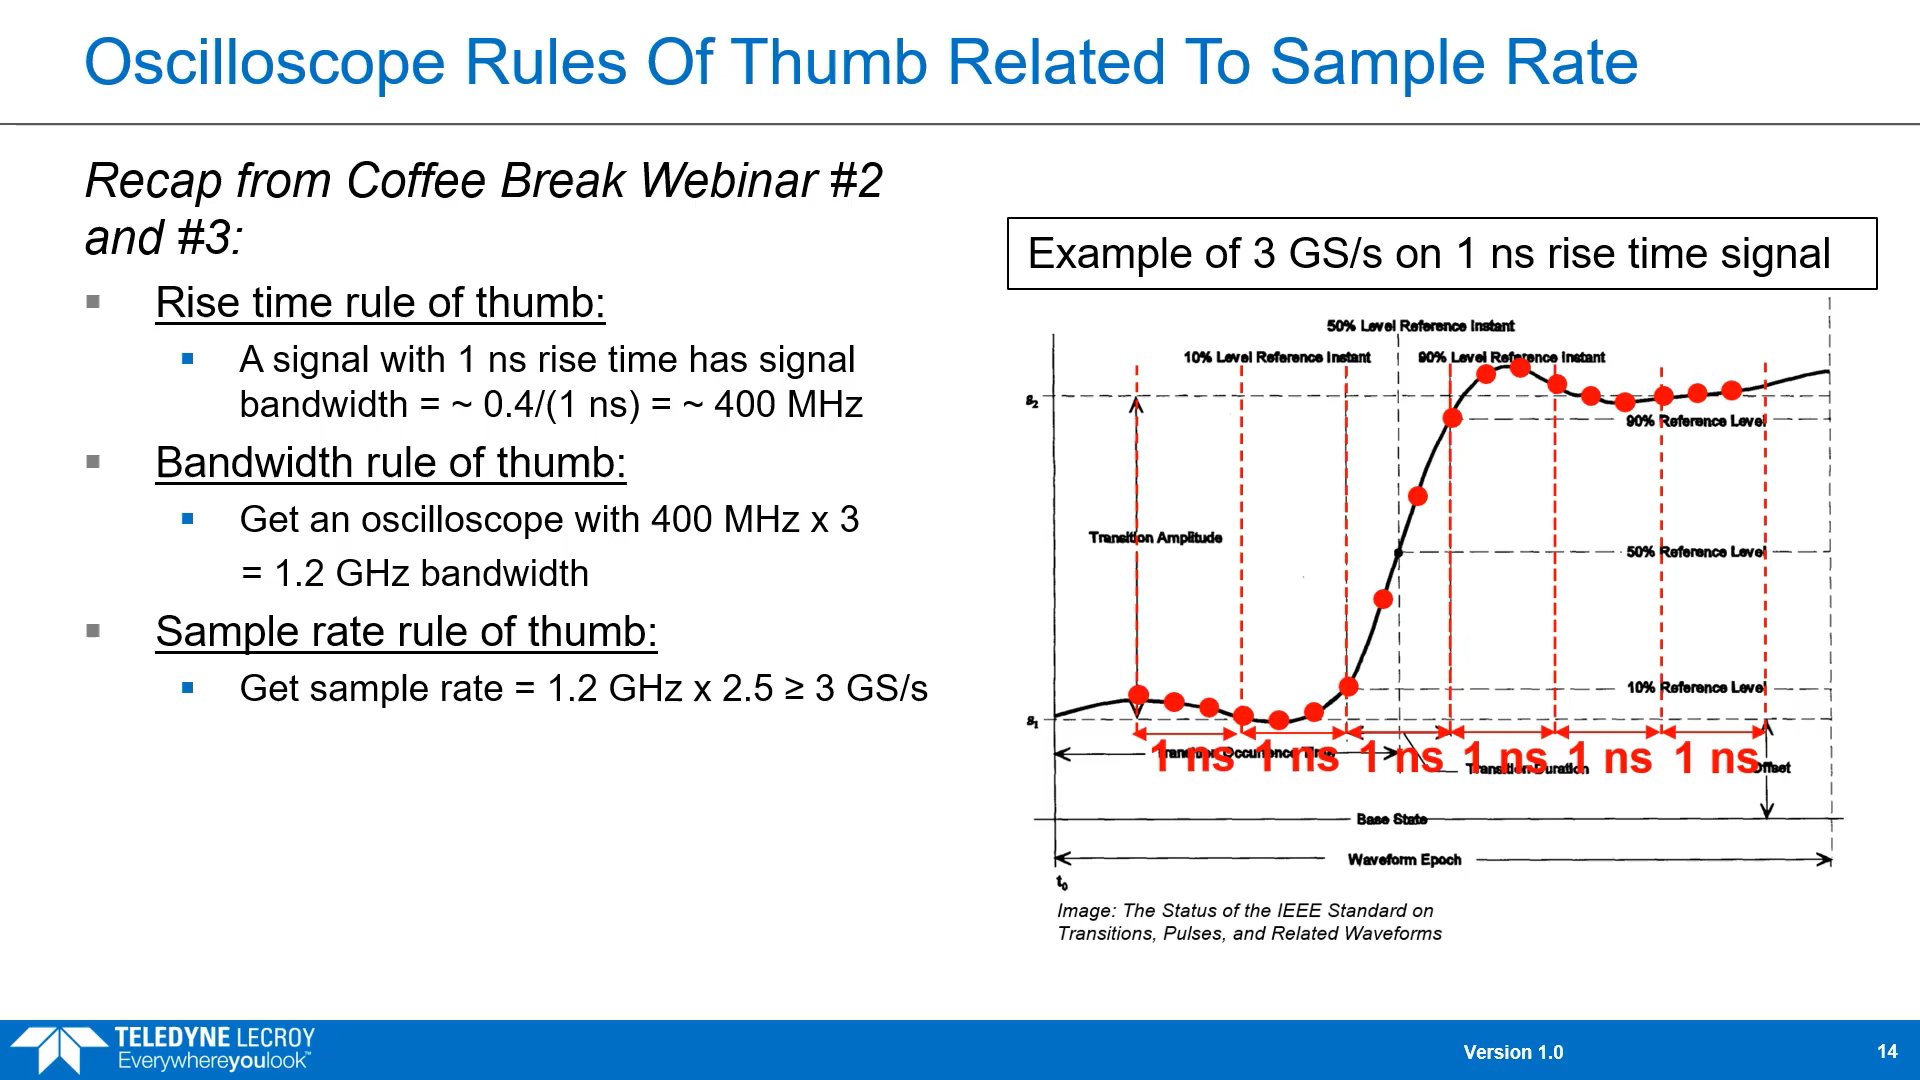 Oscilloscope Rules Of Thumb Related To Sample Rate
Recap from Coffee Break Webinar #2
and #3:
Rise time rule of thumb:
A signal with 1 ns rise time has signal
bandwidth = ~ 0.4/(1 ns) = ~ 400 MHz
Bandwidth rule of thumb:
Get an oscilloscope with 400 MHz x 3
= 1.2 GHz bandwidth
Sample rate rule of thumb:
Get sample rate = 1.2 GHz x 2.5 ≥ 3 GS/s
Example of 3 GS/s on 1 ns rise time signal
50% Level Reference Instant
10% Level Reference Instant
90% Level Reference Instant
s2
90% Reference Level
Transition Amplitude
50% Reference Level
10% Reference Level
s1
1 ns 1 ns 1 ns 1 ns 1 ns 1 ns
Transition Occurrence Time
Transition Duration
Offset
Base State
Waveform Epoch
t0
Image: The Status of the IEEE Standard on
Transitions, Pulses, and Related Waveforms
TELEDYNE LECROY
Everywhereyoulook™
Version 1.0
14